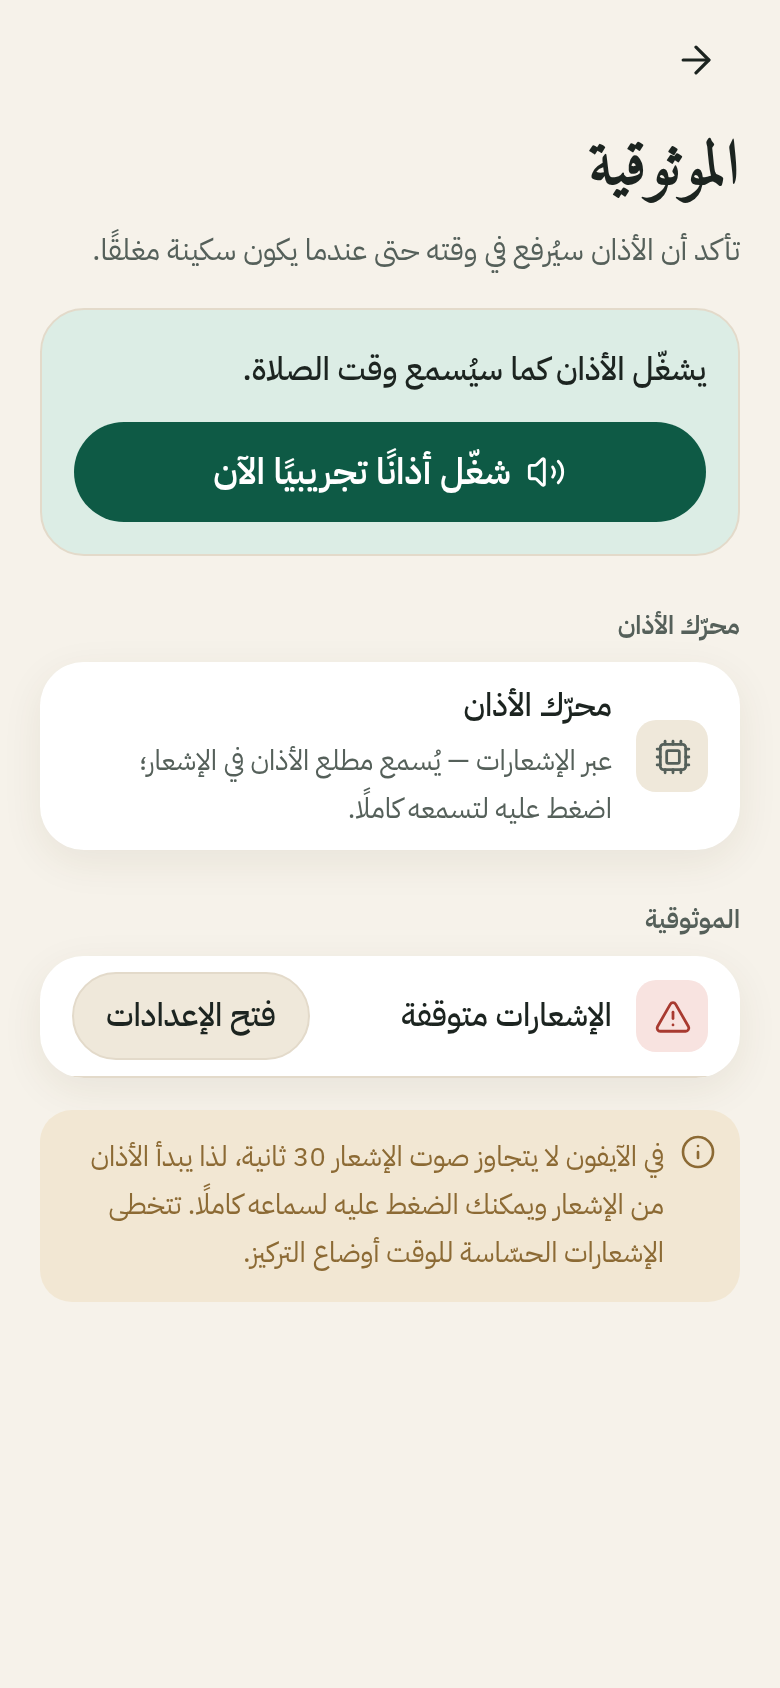 الموثوقية
تأكد أن الأذان سيُرفع في وقته حتى عندما يكون سكينة مغلقًا.
يشغّل الأذان كما سيُسمع وقت الصلاة.
شغّل أذانًا تجريبيًا الآن
محرّك الأذان
محرّك الأذان
عبر الإشعارات — يُسمع مطلع الأذان في الإشعار؛
اضغط عليه لتسمعه كاملًا.
الموثوقية
الإشعارات متوقفة
فتح الإعدادات
في الآيفون لا يتجاوز صوت الإشعار 30 ثانية، لذا يبدأ الأذان
من الإشعار ويمكنك الضغط عليه لسماعه كاملًا. تتخطى
الإشعارات الحسّاسة للوقت أوضاع التركيز.